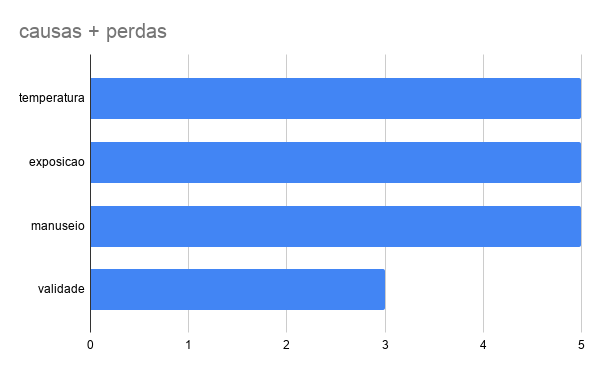 causas + perdas
temperatura
exposicao
manuseio
validade
0 1 2 3 4 5